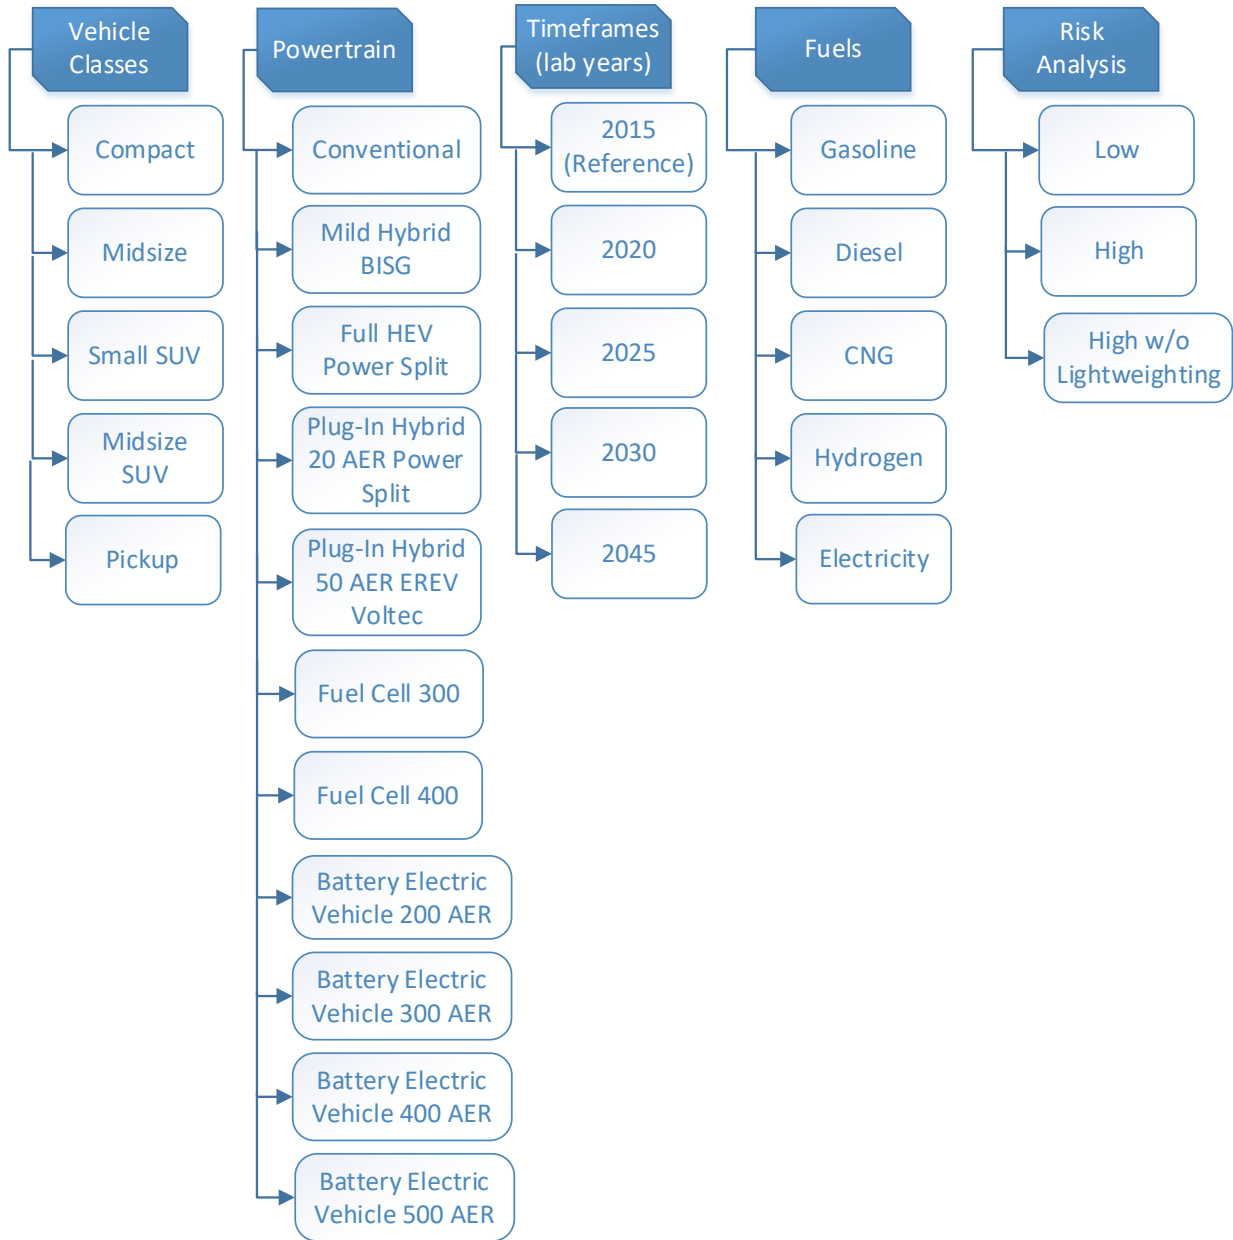 Vehicle
Classes
Compact
Midsize
Small SUV
Midsize
SUV
Pickup
Powertrain
Conventional
Mild Hybrid
BISG
Full HEV
Power Split
Plug-In Hybrid
20 AER Power
Split
Plug-In Hybrid
50 AER EREV
Voltec
Fuel Cell 300
Fuel Cell 400
Battery Electric
Vehicle 200 AER
Battery Electric
Vehicle 300 AER
Battery Electric
Vehicle 400 AER
Battery Electric
Vehicle 500 AER
Timeframes
(lab years)
2015
(Reference)
2020
2025
2030
2045
Fuels
Gasoline
Diesel
CNG
Hydrogen
Electricity
Risk
Analysis
Low
High
High w/o
Lightweighting